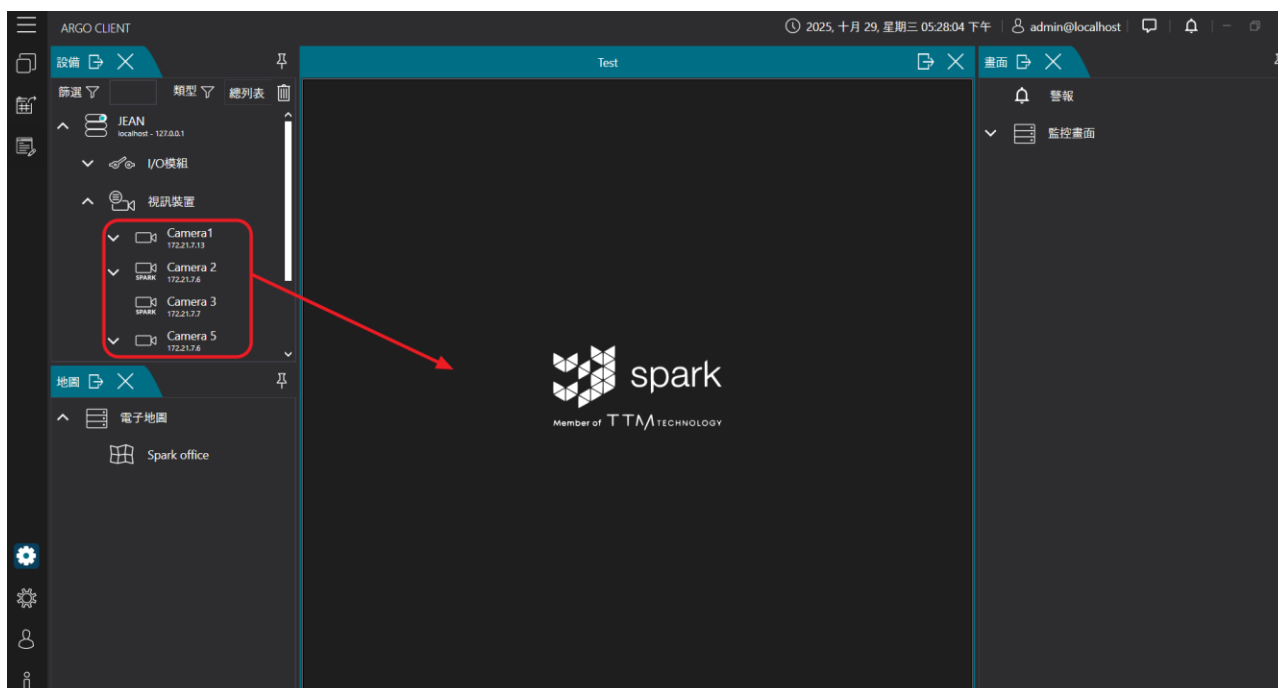 ARGO CLIENT
2025, 十月 29, 星期三 05:28:04 下午
admin@localhost
設備
篩選
類型
總列表
JEAN
localhost - 127.0.0.1
I/O模組
視訊裝置
Camera1
172.21.7.13
Camera 2
SPARK
172.21.7.6
Camera 3
SPARK
172.21.7.7
Camera 5
172.21.7.6
地圖
電子地圖
Spark office
Test
spark
Member of TTM TECHNOLOGY
畫面
警報
監控畫面